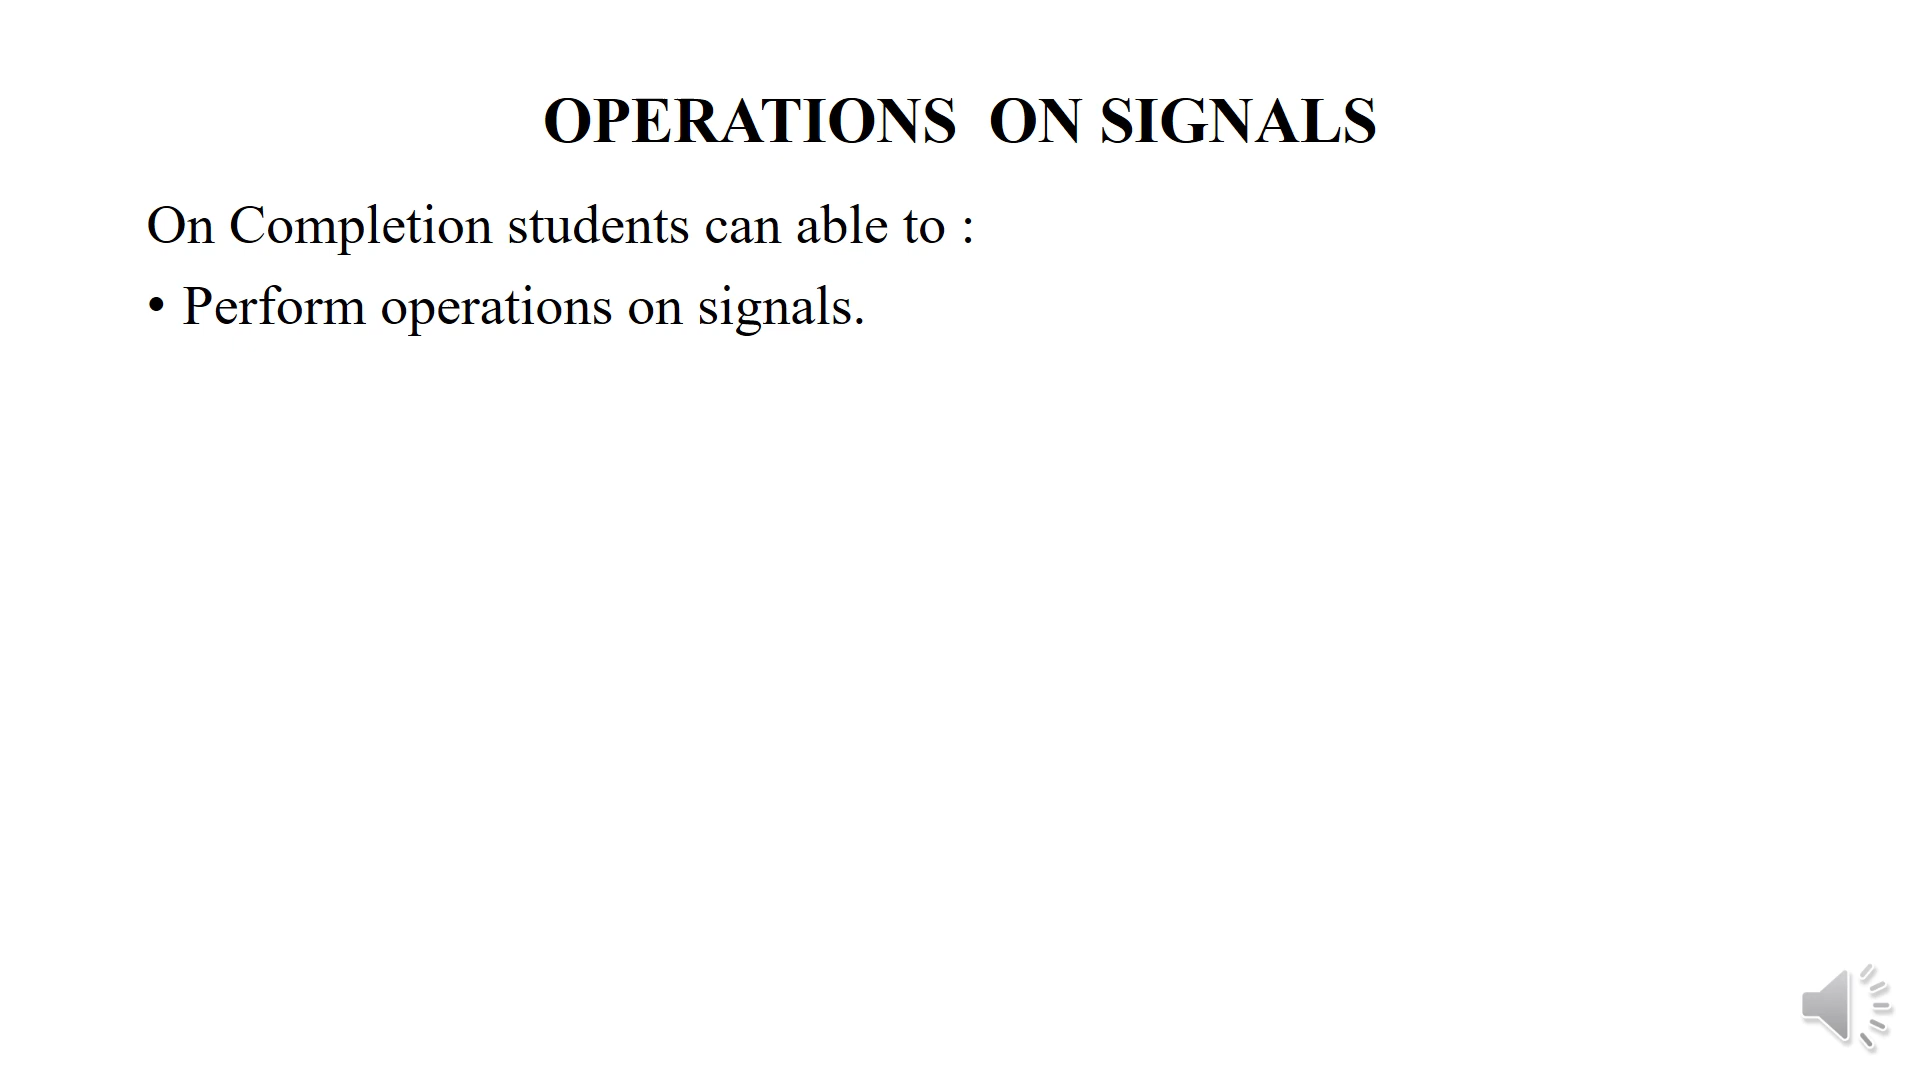 OPERATIONS  ON SIGNALS
On Completion students can able to :
• Perform operations on signals.